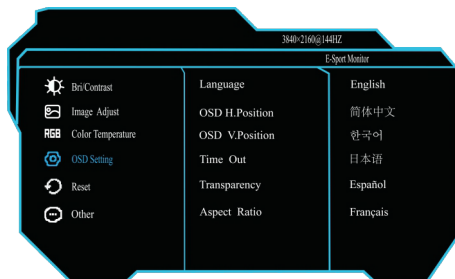 3840×2160@144HZ
E-Sport Monitor
Bri/Contrast
Image Adjust
RGB Color Temperature
OSD Setting
Reset
Other
Language
OSD H.Position
OSD V.Position
Time Out
Transparency
Aspect Ratio
English
简体中文
한국어
日本语
Español
Français